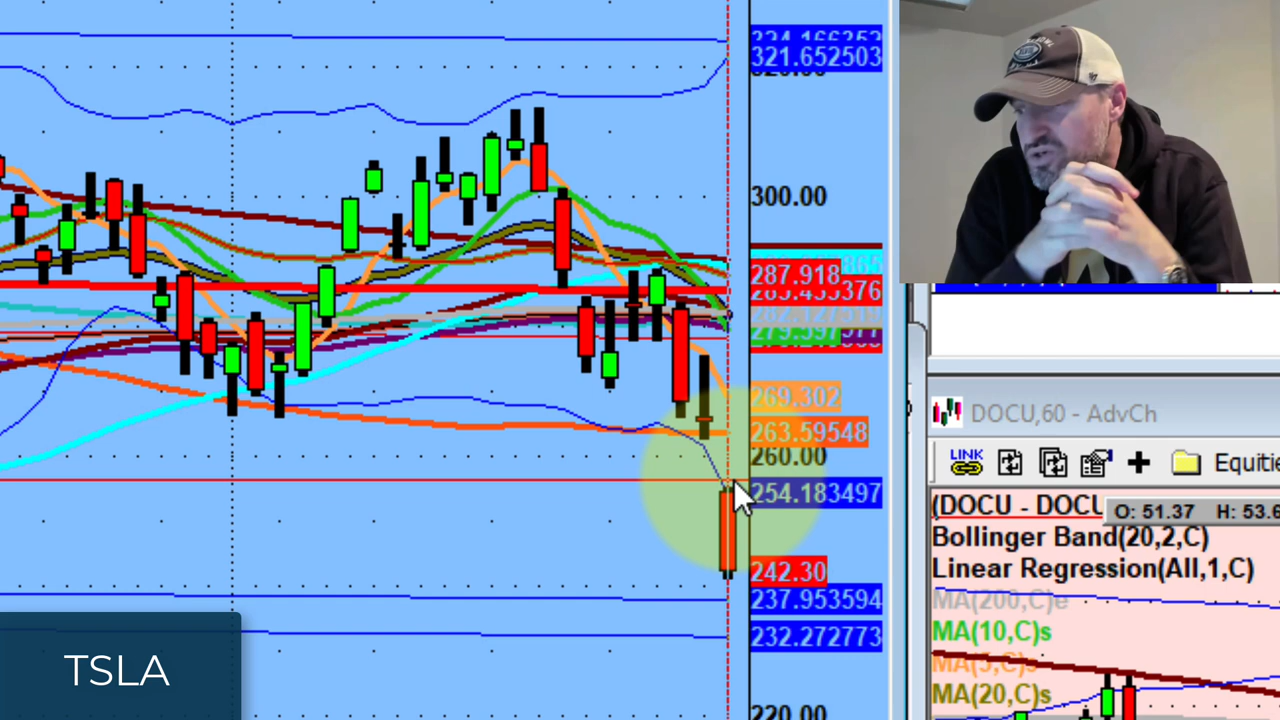 321.652503
300.00
287.918
269.302
263.59548
260.00
254.183497
242.30
237.953594
232.272773
220.00
TSLA
DOCU,60 - AdvCh
LINK
Equitie
(DOCU - DOCU
O: 51.37 H: 53.6
Bollinger Band(20,2,C)
Linear Regression(All,1,C)
MA(200,C)e
MA(10,C)s
MA(5,C)s
MA(20,C)s